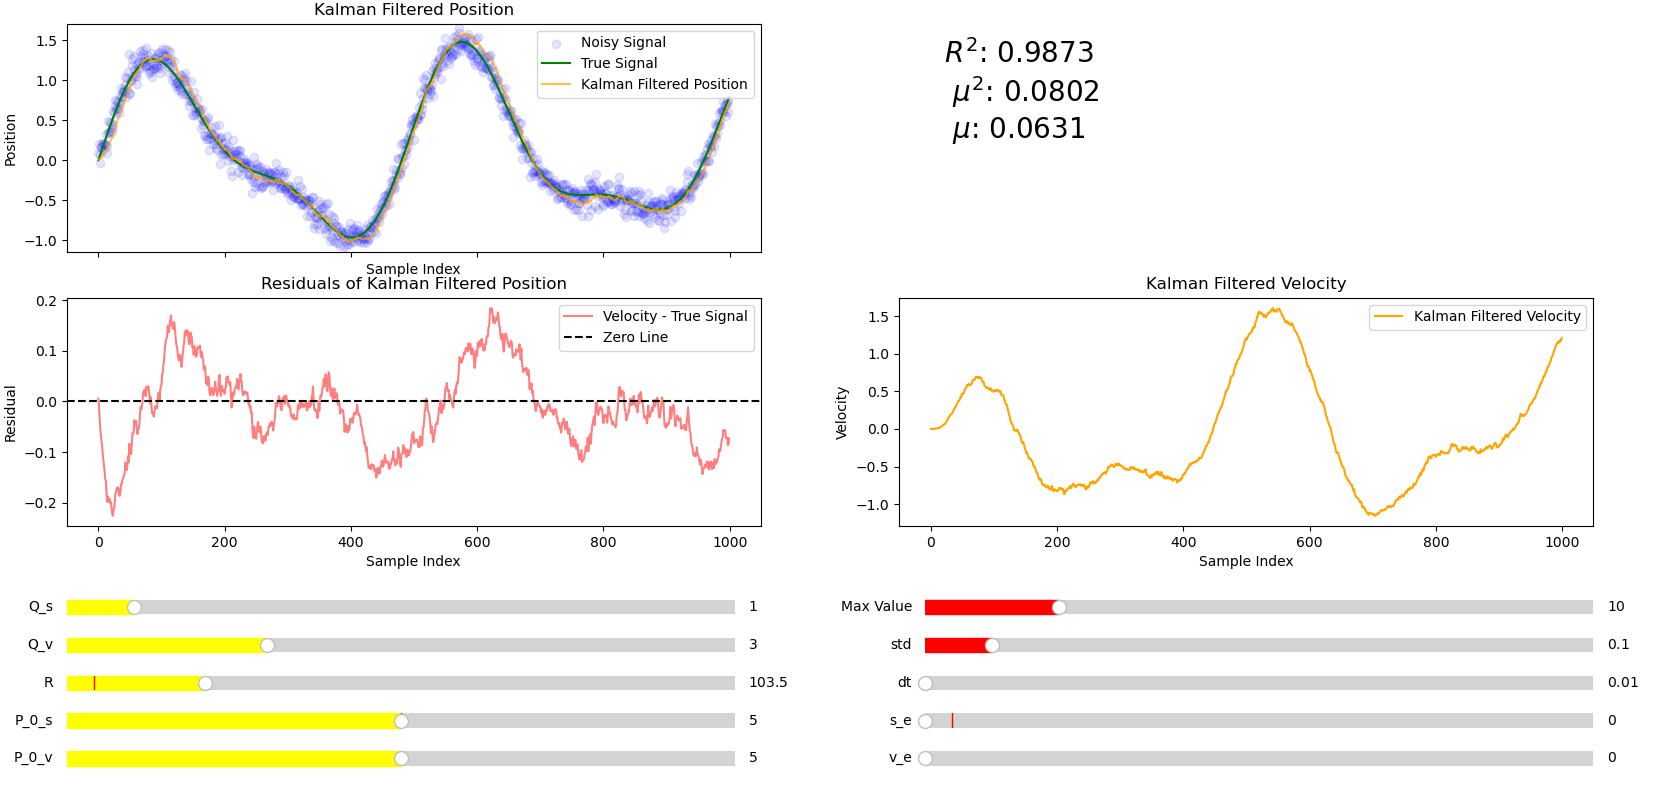 Kalman Filtered Position
Position
1.5
1.0
0.5
0.0
−0.5
−1.0
Noisy Signal
True Signal
Kalman Filtered Position
Sample Index
R²: 0.9873
μ²: 0.0802
μ: 0.0631
Residuals of Kalman Filtered Position
Residual
0.2
0.1
0.0
−0.1
−0.2
Velocity - True Signal
Zero Line
0 200 400 600 800 1000
Sample Index
Kalman Filtered Velocity
Velocity
1.5
1.0
0.5
0.0
−0.5
−1.0
Kalman Filtered Velocity
0 200 400 600 800 1000
Sample Index
Q_s 1
Q_v 3
R 103.5
P_0_s 5
P_0_v 5
Max Value 10
std 0.1
dt 0.01
s_e 0
v_e 0